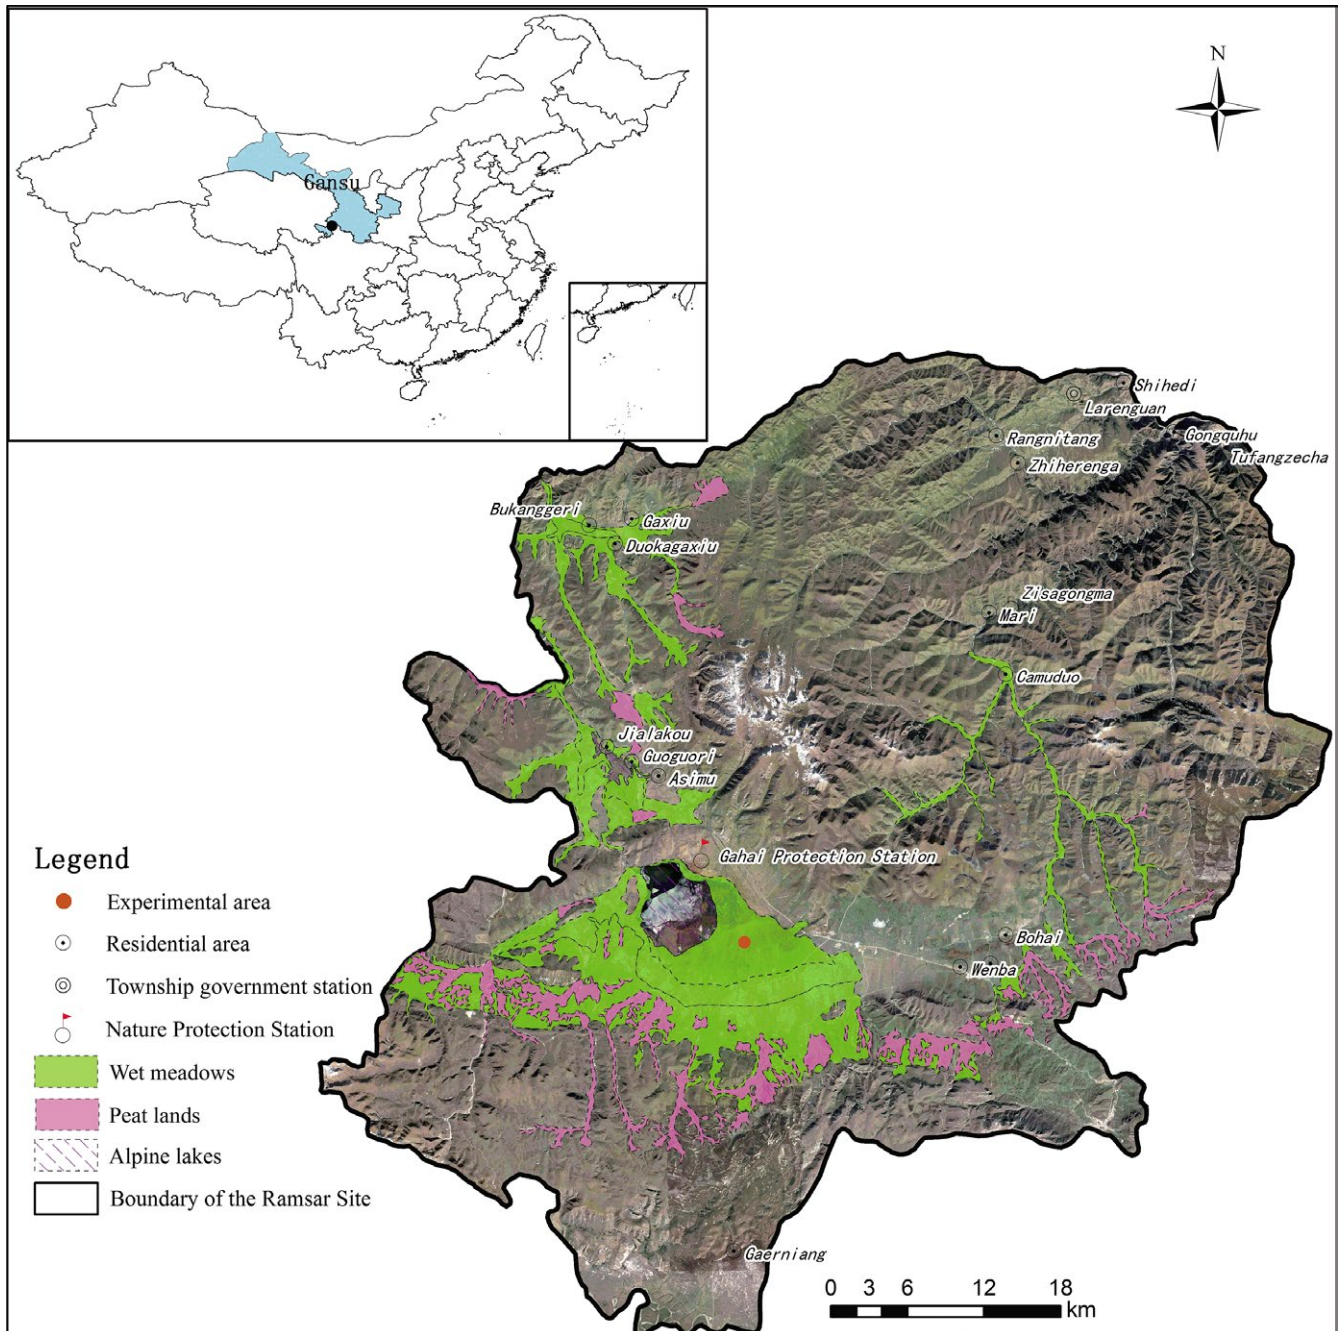 N
Gansu
Shihedi
Larenguan
Gongquhu
Rangnitang
Tufangzecha
Zhiherenga
Bukanggeri
Gaxiu
Duokagaxiu
Zisagongma
Mari
Camuduo
Jialakou
Guoguori
Asimu
Gahai Protection Station
Bohai
Wenba
Gaerniang
Legend
Experimental area
Residential area
Township government station
Nature Protection Station
Wet meadows
Peat lands
Alpine lakes
Boundary of the Ramsar Site
0 3 6 12 18
km